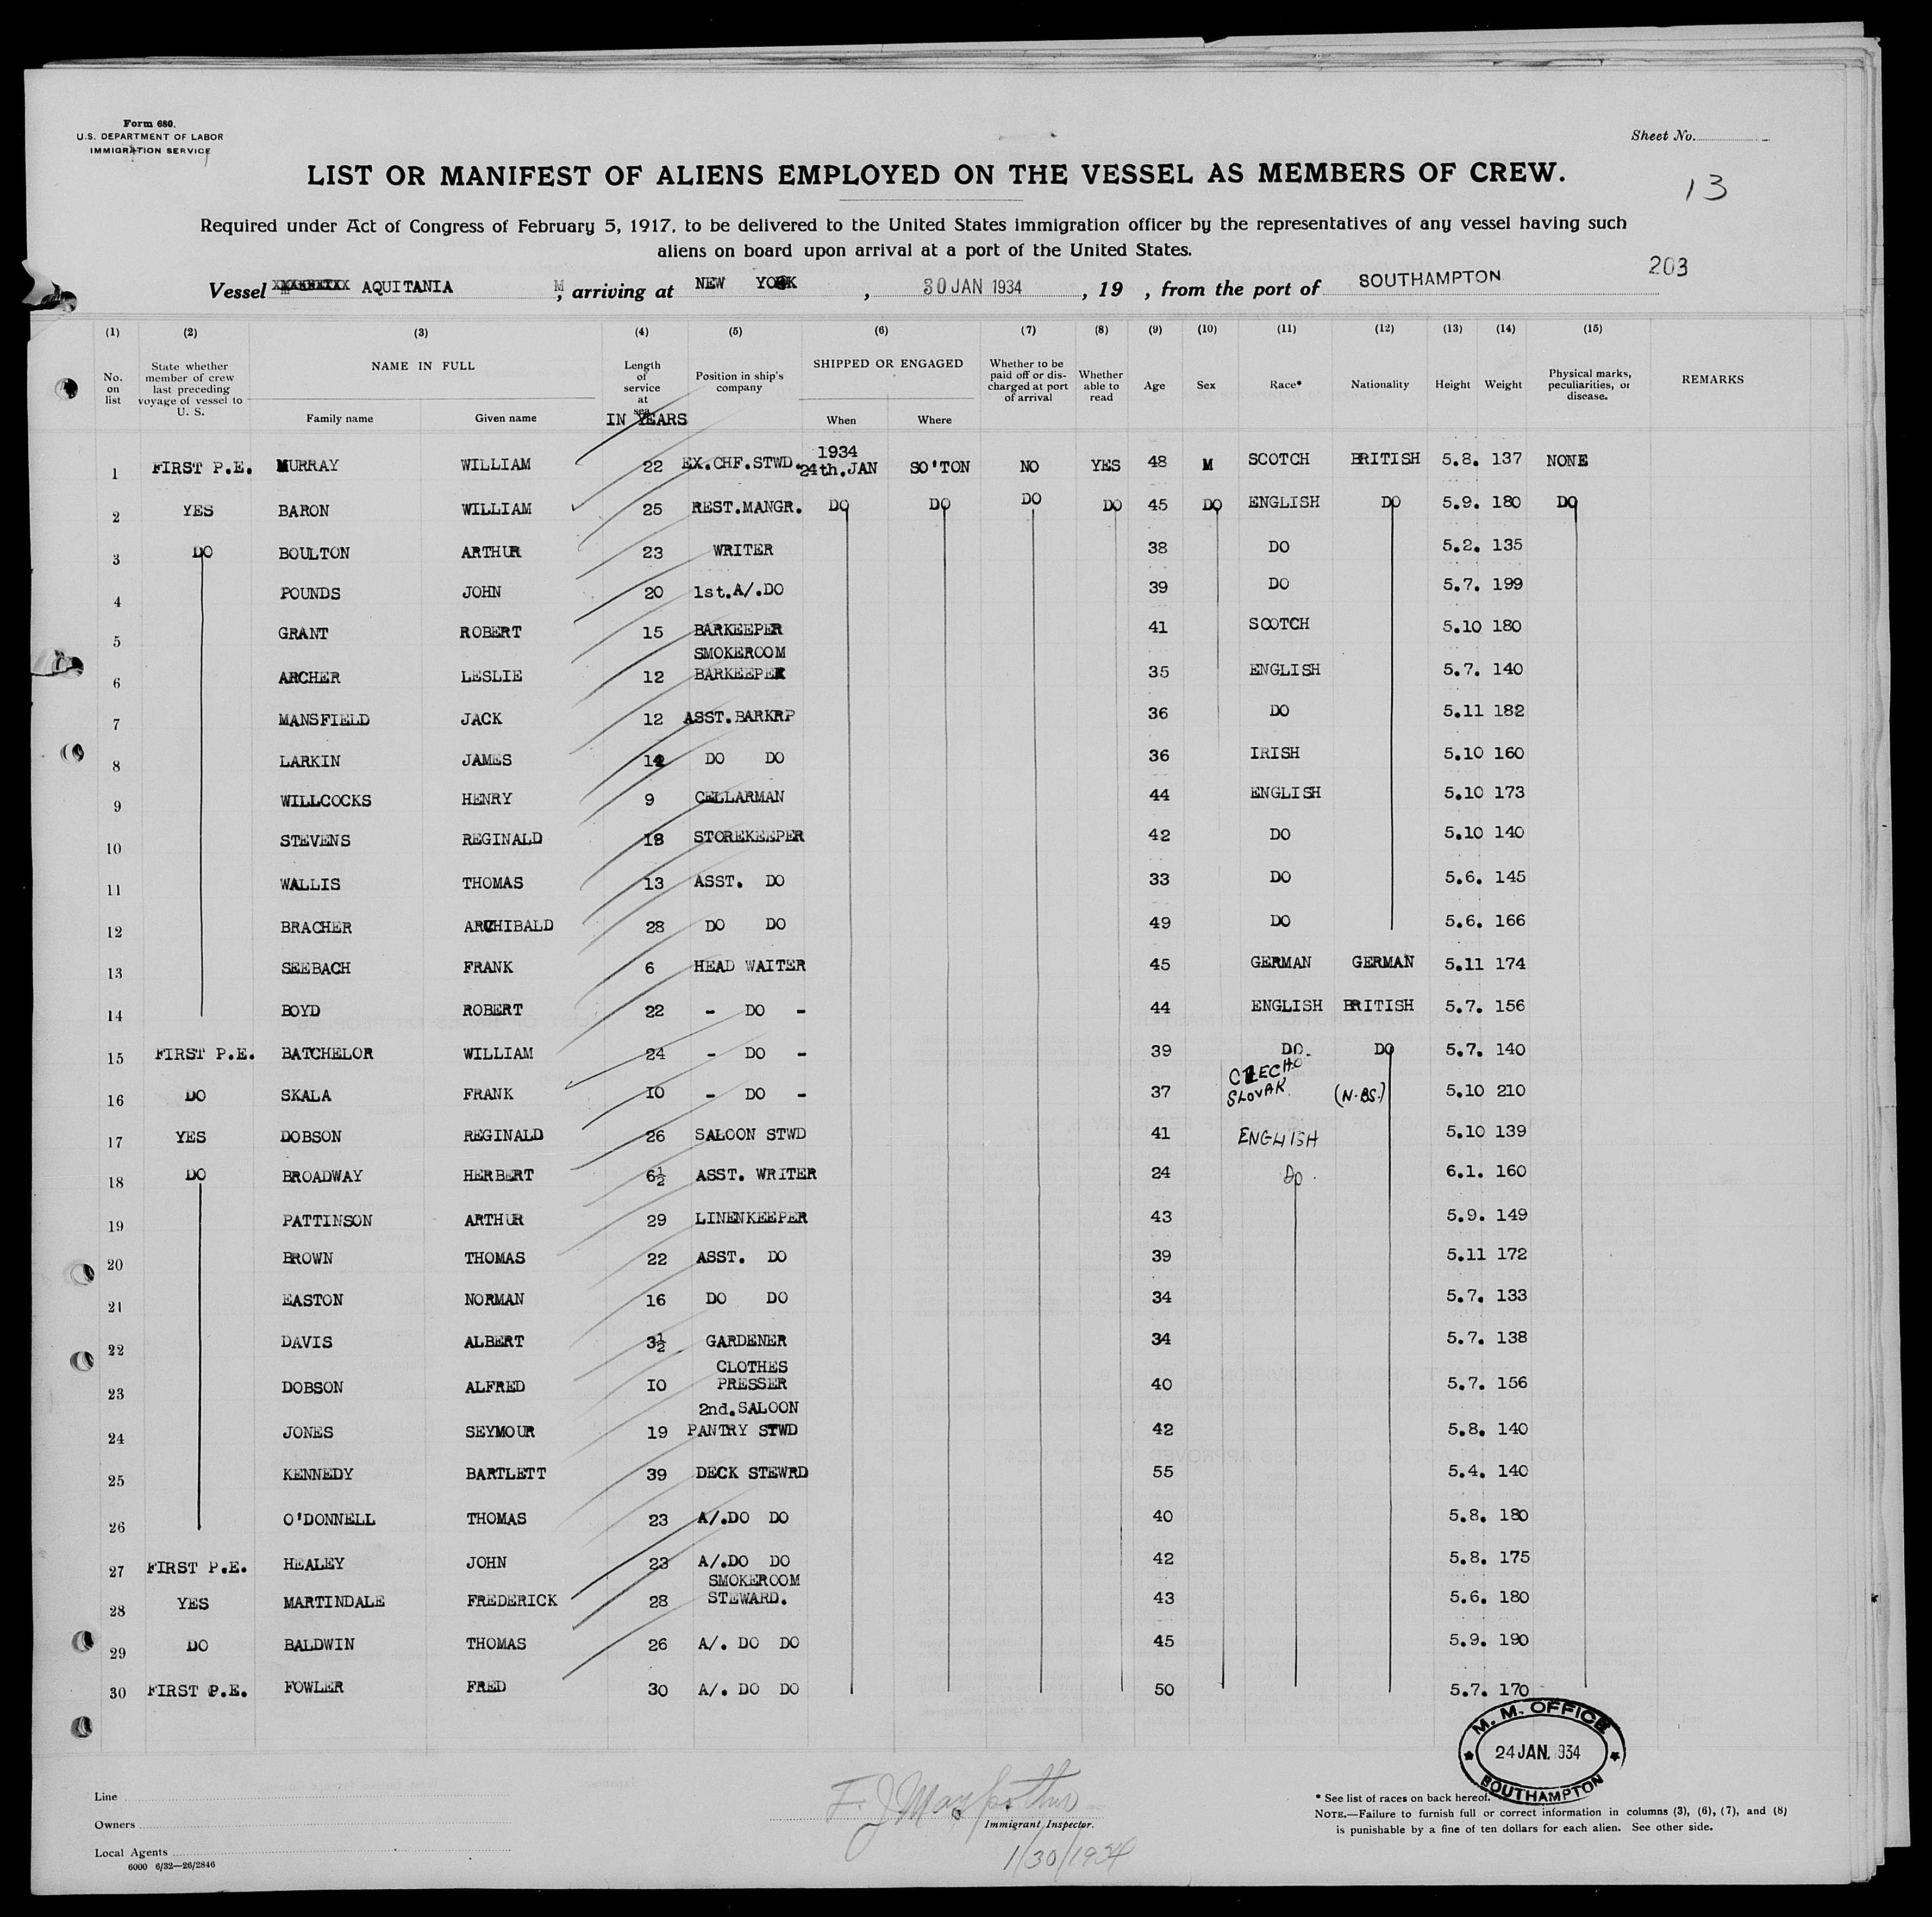 Form 680.
U.S. DEPARTMENT OF LABOR
IMMIGRATION SERVICE
Sheet No.
LIST OR MANIFEST OF ALIENS EMPLOYED ON THE VESSEL AS MEMBERS OF CREW.
13
Required under Act of Congress of February 5, 1917, to be delivered to the United States immigration officer by the representatives of any vessel having such
aliens on board upon arrival at a port of the United States.
203
Vessel AQUITANIA M, arriving at NEW YORK, 30 JAN 1934, 19 , from the port of SOUTHAMPTON
(1) (2) (3) (4) (5) (6) (7) (8) (9) (10) (11) (12) (13) (14) (15)
No. on list
State whether member of crew last preceding voyage of vessel to U. S.
NAME IN FULL
Family name Given name
Length of service at sea
IN YEARS
Position in ship's company
SHIPPED OR ENGAGED
When Where
Whether to be paid off or discharged at port of arrival
Whether able to read
Age Sex Race* Nationality Height Weight
Physical marks, peculiarities, or disease.
REMARKS
1934
1 FIRST P.E. MURRAY WILLIAM 22 EX.CHF.STWD. 24th.JAN SO'TON NO YES 48 M SCOTCH BRITISH 5.8. 137 NONE
2 YES BARON WILLIAM 25 REST.MANGR. DO DO DO DO 45 DO ENGLISH DO 5.9. 180 DO
3 DO BOULTON ARTHUR 23 WRITER 38 DO 5.2. 135
4 POUNDS JOHN 20 1st.A/.DO 39 DO 5.7. 199
5 GRANT ROBERT 15 BARKEEPER 41 SCOTCH 5.10 180
SMOKEROOM
6 ARCHER LESLIE 12 BARKEEPER 35 ENGLISH 5.7. 140
7 MANSFIELD JACK 12 ASST.BARKRP 36 DO 5.11 182
8 LARKIN JAMES DO DO 36 IRISH 5.10 160
9 WILLCOCKS HENRY 9 CELLARMAN 44 ENGLISH 5.10 173
10 STEVENS REGINALD 18 STOREKEEPER 42 DO 5.10 140
11 WALLIS THOMAS 13 ASST. DO 33 DO 5.6. 145
12 BRACHER ARCHIBALD 28 DO DO 49 DO 5.6. 166
13 SEEBACH FRANK 6 HEAD WAITER 45 GERMAN GERMAN 5.11 174
14 BOYD ROBERT 22 - DO - 44 ENGLISH BRITISH 5.7. 156
15 FIRST P.E. BATCHELOR WILLIAM 24 - DO - 39 DO. DO 5.7. 140
16 DO SKALA FRANK 10 - DO - 37 CZECHO SLOVAK (N.BS.) 5.10 210
17 YES DOBSON REGINALD 26 SALOON STWD 41 ENGLISH 5.10 139
18 DO BROADWAY HERBERT 6½ ASST. WRITER 24 Do. 6.1. 160
19 PATTINSON ARTHUR 29 LINENKEEPER 43 5.9. 149
20 BROWN THOMAS 22 ASST. DO 39 5.11 172
21 EASTON NORMAN 16 DO DO 34 5.7. 133
22 DAVIS ALBERT 3½ GARDENER 34 5.7. 138
CLOTHES
23 DOBSON ALFRED 10 PRESSER 40 5.7. 156
2nd.SALOON
24 JONES SEYMOUR 19 PANTRY STWD 42 5.8. 140
25 KENNEDY BARTLETT 39 DECK STEWRD 55 5.4. 140
26 O'DONNELL THOMAS 23 A/.DO DO 40 5.8. 180
27 FIRST P.E. HEALEY JOHN 23 A/.DO DO 42 5.8. 175
SMOKEROOM
28 YES MARTINDALE FREDERICK 28 STEWARD. 43 5.6. 180
29 DO BALDWIN THOMAS 26 A/. DO DO 45 5.9. 190
30 FIRST P.E. FOWLER FRED 30 A/. DO DO 50 5.7. 170
M. M. OFFICE
24 JAN. 1934
SOUTHAMPTON
Line
Owners
Local Agents
6000 6/32—26/2846
Immigrant Inspector.
1/30/1934
* See list of races on back hereof.
NOTE.—Failure to furnish full or correct information in columns (3), (6), (7), and (8)
is punishable by a fine of ten dollars for each alien. See other side.